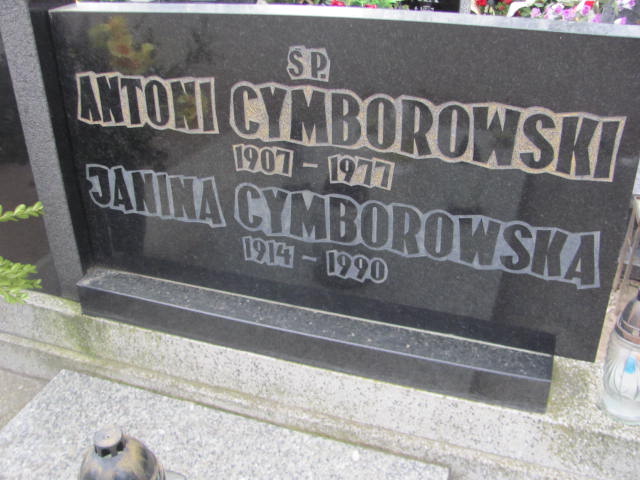 ŚP.
ANTONI CYMBOROWSKI
1907 - 1977
JANINA CYMBOROWSKA
1914 - 1990